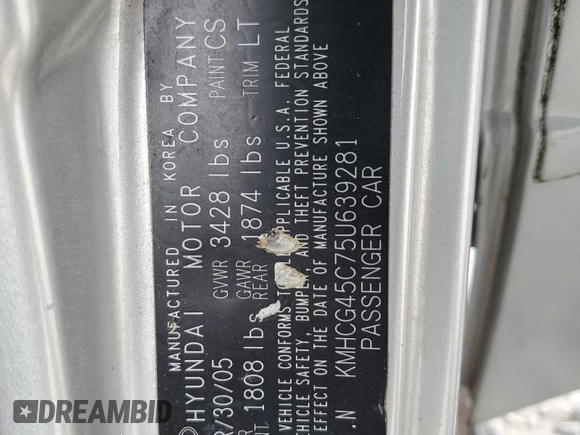 MANUFACTURED IN KOREA BY
HYUNDAI MOTOR COMPANY
/30/05 GVWR 3428 lbs PAINT CS
1808 lbs GAWR REAR 1874 lbs TRIM LT
VEHICLE CONFORMS PLICABLE U.S.A. FEDERAL
VEHICLE SAFETY, BUMP AND THEFT PREVENTION STANDARDS
EFFECT ON THE DATE OF MANUFACTURE SHOWN ABOVE
.N KMHCG45C75U639281
PASSENGER CAR
DREAMBID